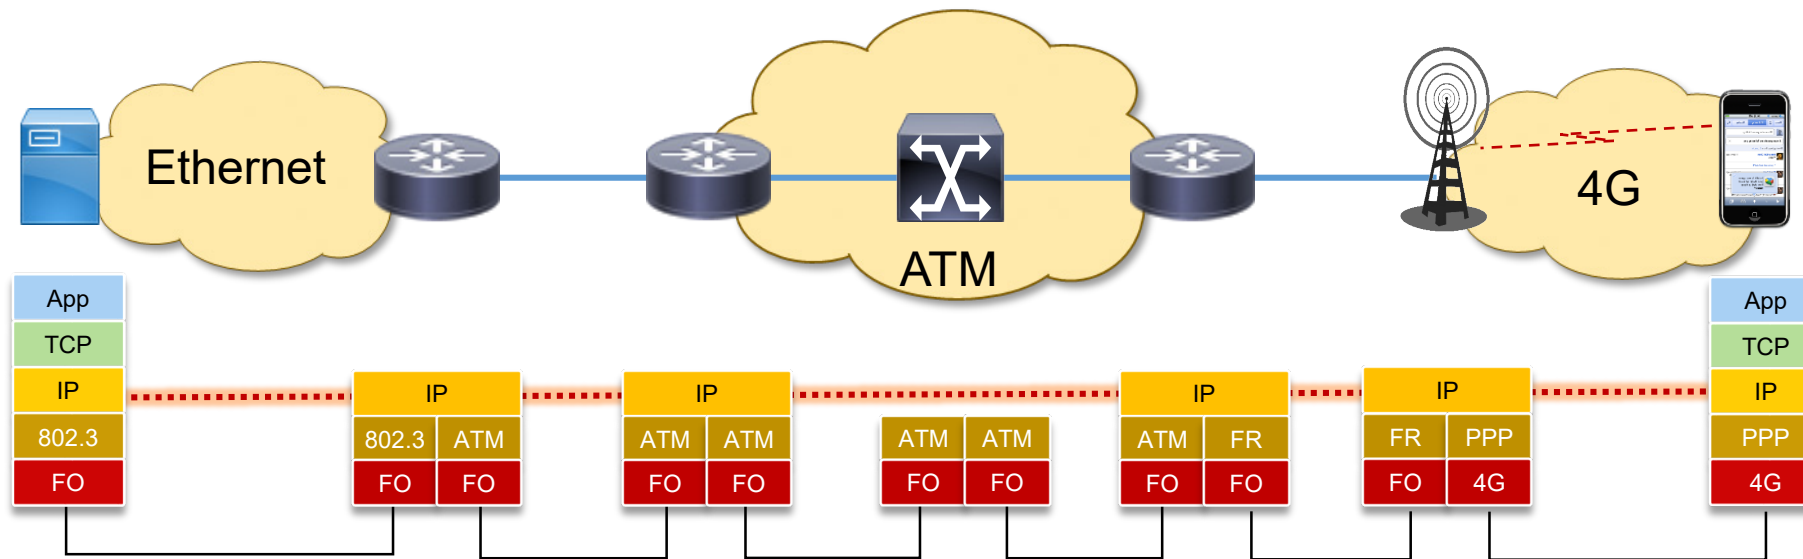 Ethernet
ATM
4G
App
TCP
IP
802.3
FO
IP
802.3 ATM
FO FO
IP
ATM ATM
FO FO
ATM ATM
FO FO
IP
ATM FR
FO FO
IP
FR PPP
FO 4G
App
TCP
IP
PPP
4G